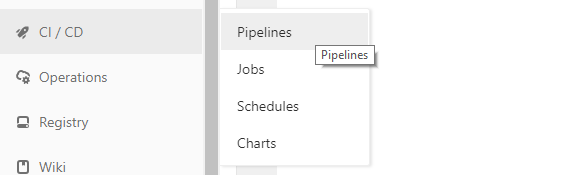 CI / CD
Operations
Registry
Wiki
Pipelines
Pipelines
Jobs
Schedules
Charts